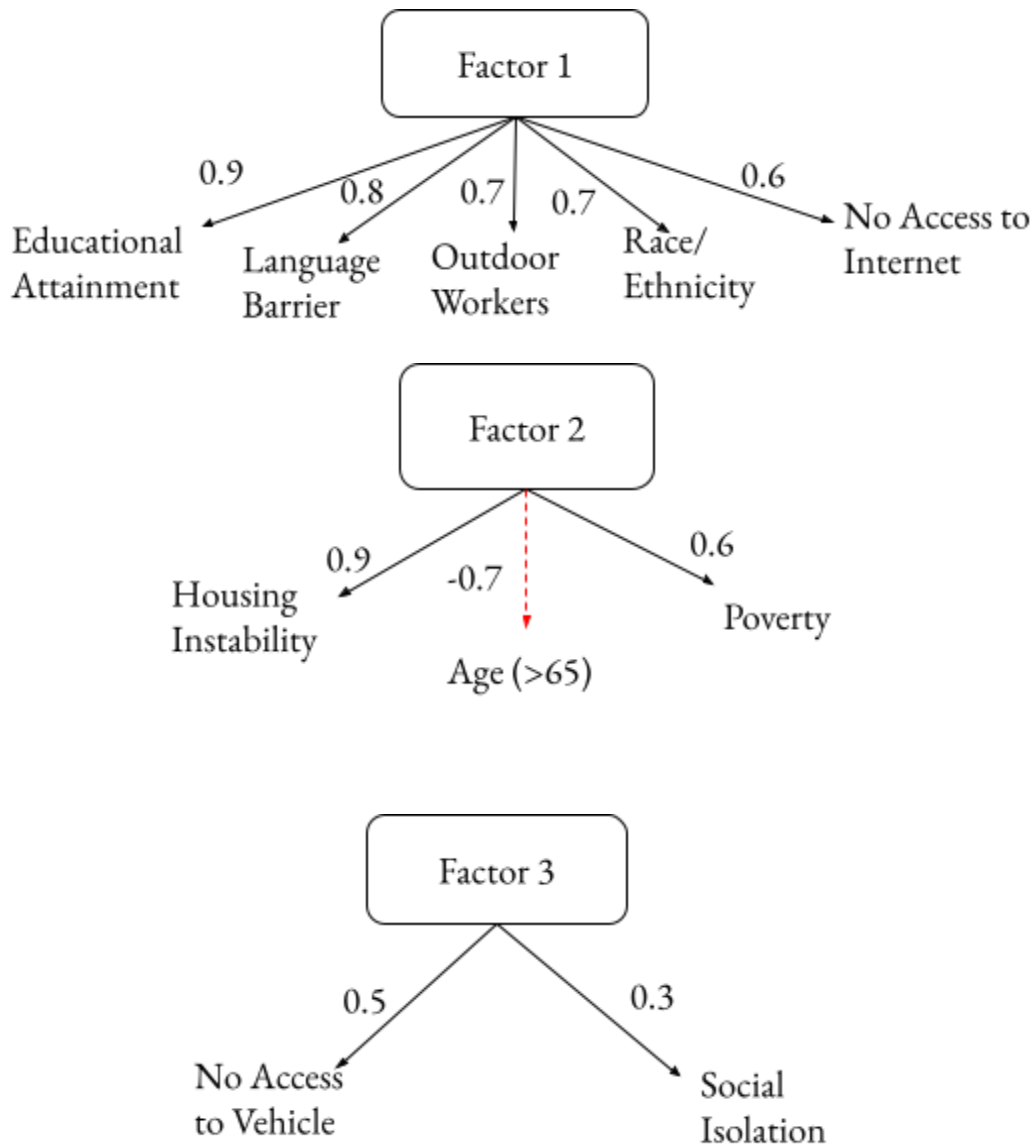 Factor 1
0.9
0.8
0.7
0.7
0.6
Educational
Attainment
Language
Barrier
Outdoor
Workers
Race/
Ethnicity
No Access to
Internet
Factor 2
0.9
-0.7
0.6
Housing
Instability
Age (>65)
Poverty
Factor 3
0.5
0.3
No Access
to Vehicle
Social
Isolation